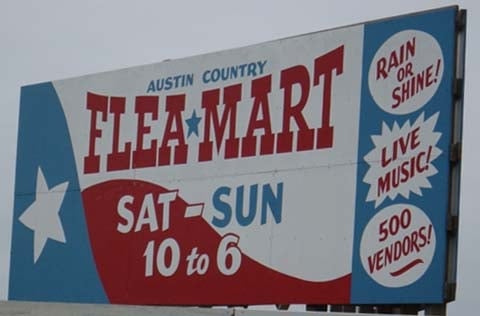 AUSTIN COUNTRY
FLEA★MART
SAT-SUN
10 to 6
RAIN
OR
SHINE!
LIVE
MUSIC!
500
VENDORS!